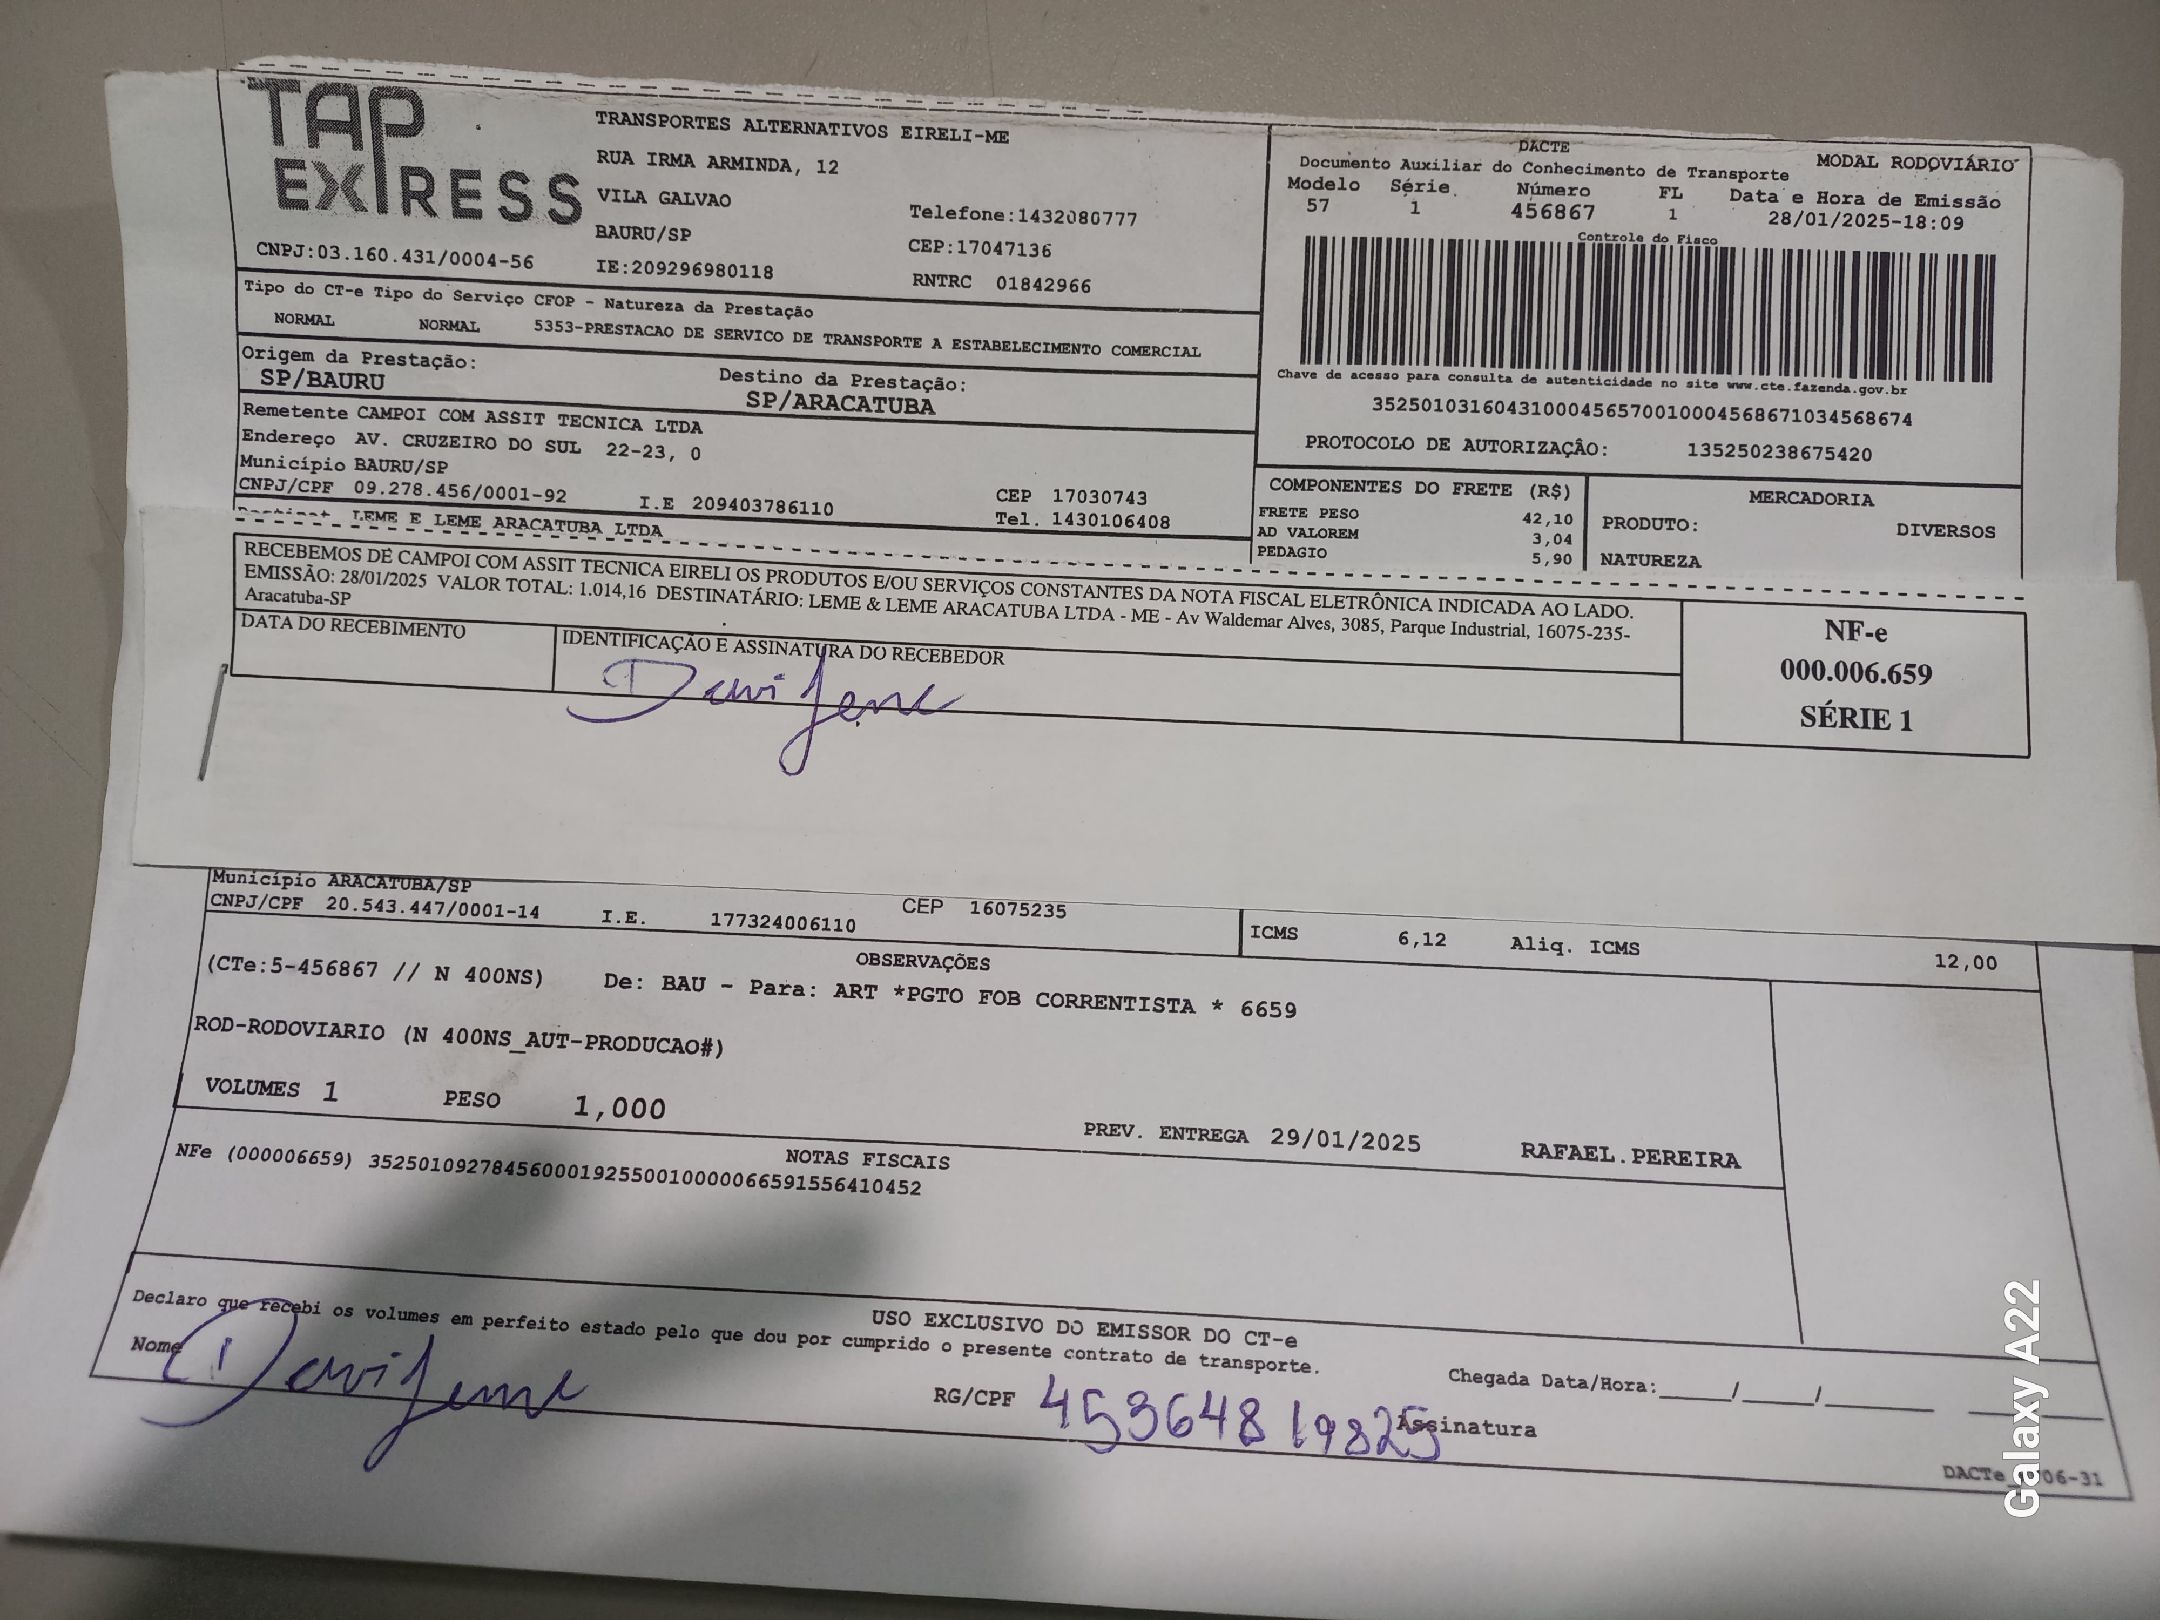 TAP EXPRESS
TRANSPORTES ALTERNATIVOS EIRELI-ME
RUA IRMA ARMINDA, 12
VILA GALVAO
Telefone:1432080777
BAURU/SP
CEP:17047136
CNPJ:03.160.431/0004-56
IE:209296980118
RNTRC 01842966
DACTE
MODAL RODOVIÁRIO
Documento Auxiliar do Conhecimento de Transporte
Modelo Série Número FL Data e Hora de Emissão
57 1 456867 1 28/01/2025-18:09
Controle do Fisco
Chave de acesso para consulta de autenticidade no site www.cte.fazenda.gov.br
35250103160431000456570010004568671034568674
PROTOCOLO DE AUTORIZAÇÂO: 135250238675420
Tipo do CT-e Tipo do Serviço CFOP - Natureza da Prestação
NORMAL NORMAL 5353-PRESTACAO DE SERVICO DE TRANSPORTE A ESTABELECIMENTO COMERCIAL
Origem da Prestação: Destino da Prestação:
SP/BAURU SP/ARACATUBA
Remetente CAMPOI COM ASSIT TECNICA LTDA
Endereço AV. CRUZEIRO DO SUL 22-23, 0
Município BAURU/SP CEP 17030743
CNPJ/CPF 09.278.456/0001-92 I.E 209403786110 Tel. 1430106408
LEME E LEME ARACATUBA LTDA
COMPONENTES DO FRETE (R$)
FRETE PESO 42,10
AD VALOREM 3,04
PEDAGIO 5,90
MERCADORIA
PRODUTO: DIVERSOS
NATUREZA
RECEBEMOS DE CAMPOI COM ASSIT TECNICA EIRELI OS PRODUTOS E/OU SERVIÇOS CONSTANTES DA NOTA FISCAL ELETRÔNICA INDICADA AO LADO.
EMISSÃO: 28/01/2025 VALOR TOTAL: 1.014,16 DESTINATÁRIO: LEME & LEME ARACATUBA LTDA - ME - Av Waldemar Alves, 3085, Parque Industrial, 16075-235-
Aracatuba-SP
DATA DO RECEBIMENTO
IDENTIFICAÇÃO E ASSINATURA DO RECEBEDOR
Davi Leme
NF-e
000.006.659
SÉRIE 1
Município ARACATUBA/SP
CNPJ/CPF 20.543.447/0001-14 I.E. 177324006110 CEP 16075235
ICMS 6,12 Aliq. ICMS 12,00
OBSERVAÇÕES
(CTe:5-456867 // N 400NS) De: BAU - Para: ART *PGTO FOB CORRENTISTA * 6659
ROD-RODOVIARIO (N 400NS_AUT-PRODUCAO#)
VOLUMES 1 PESO 1,000
PREV. ENTREGA 29/01/2025 RAFAEL.PEREIRA
NOTAS FISCAIS
NFe (000006659) 35250109278456000192550010000066591556410452
USO EXCLUSIVO DO EMISSOR DO CT-e
Declaro que recebi os volumes em perfeito estado pelo que dou por cumprido o presente contrato de transporte.
Nome Davi Leme
RG/CPF 45364819825 Assinatura
Chegada Data/Hora:_____/_____/_________ _____
DACTe 06-31
Galaxy A22